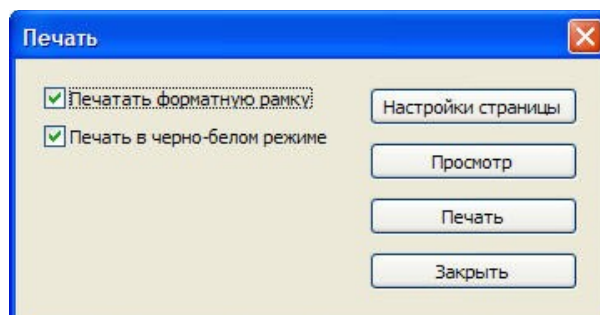 Печать
Печатать форматную рамку
Печать в черно-белом режиме
Настройки страницы
Просмотр
Печать
Закрыть